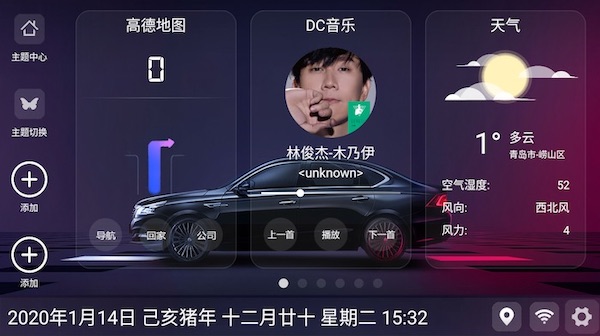 主题中心
主题切换
添加
添加
高德地图
0
导航 回家 公司
DC音乐
林俊杰-木乃伊
<unknown>
上一首 播放 下一首
天气
1° 多云
青岛市-崂山区
空气湿度: 52
风向: 西北风
风力: 4
2020年1月14日 己亥猪年 十二月廿十 星期二 15:32